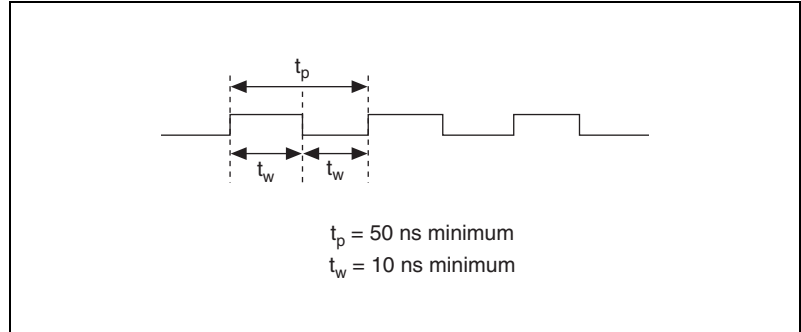 tp
tw tw
tp = 50 ns minimum
tw = 10 ns minimum